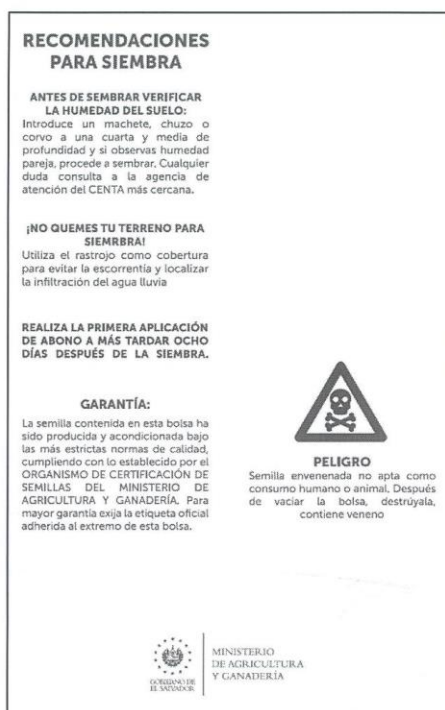 RECOMENDACIONES
PARA SIEMBRA
ANTES DE SEMBRAR VERIFICAR
LA HUMEDAD DEL SUELO:
Introduce un machete, chuzo o
corvo a una cuarta y media de
profundidad y si observas humedad
pareja, procede a sembrar. Cualquier
duda consulta a la agencia de
atención del CENTA más cercana.
¡NO QUEMES TU TERRENO PARA
SIEMRBRA!
Utiliza el rastrojo como cobertura
para evitar la escorrentía y localizar
la infiltración del agua lluvia
REALIZA LA PRIMERA APLICACIÓN
DE ABONO A MÁS TARDAR OCHO
DÍAS DESPUÉS DE LA SIEMBRA.
GARANTÍA:
La semilla contenida en esta bolsa ha
sido producida y acondicionada bajo
las más estrictas normas de calidad,
cumpliendo con lo establecido por el
ORGANISMO DE CERTIFICACIÓN DE
SEMILLAS DEL MINISTERIO DE
AGRICULTURA Y GANADERÍA. Para
mayor garantía exija la etiqueta oficial
adherida al extremo de esta bolsa.
PELIGRO
Semilla envenenada no apta como
consumo humano o animal. Después
de vaciar la bolsa, destrúyala,
contiene veneno
GOBIERNO DE
EL SALVADOR
MINISTERIO
DE AGRICULTURA
Y GANADERÍA